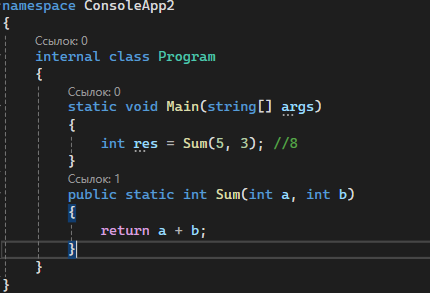 namespace ConsoleApp2
{
Ссылок: 0
internal class Program
{
Ссылок: 0
static void Main(string[] args)
{
int res = Sum(5, 3); //8
}
Ссылок: 1
public static int Sum(int a, int b)
{
return a + b;
}
}
}